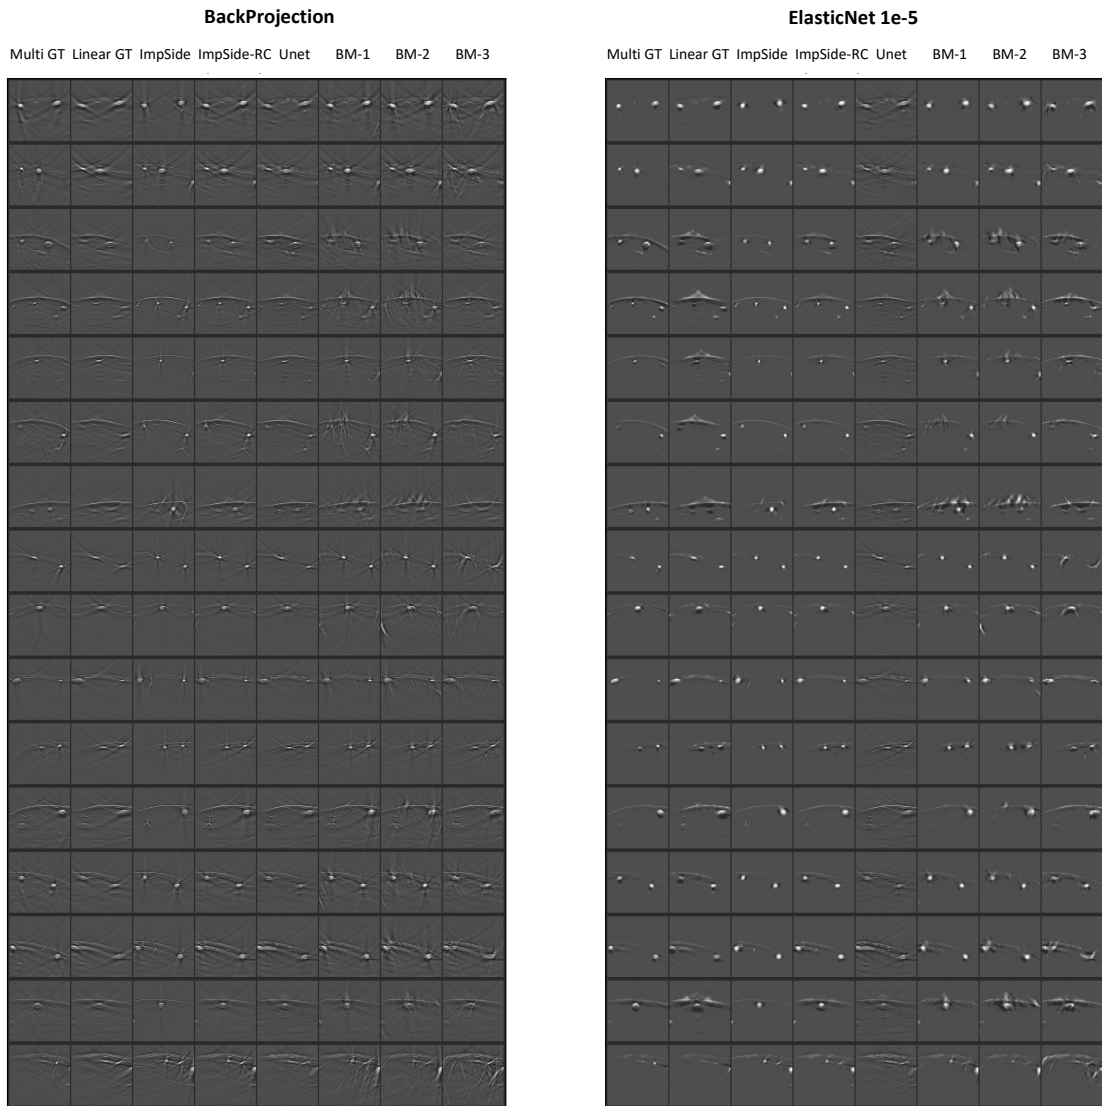 BackProjection
ElasticNet 1e-5
Multi GT Linear GT ImpSide ImpSide-RC Unet BM-1 BM-2 BM-3
Multi GT Linear GT ImpSide ImpSide-RC Unet BM-1 BM-2 BM-3